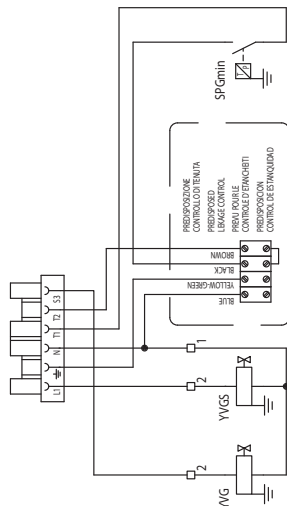 SPGmin
T P
PREDISPOSIZIONE
CONTROLLO DI TENUTA
PREDISPOSED
LEKAGE CONTROL
PREVU POUR LE
CONTROLE D'ETANCHEITI
PREDISPOSICION
CONTROL DE ESTANQUIDAD
BROWN
BLACK
YELLOW-GREEN
BLUE
S3
T2
T1
N
L1
1
2
YVGS
2
YVG